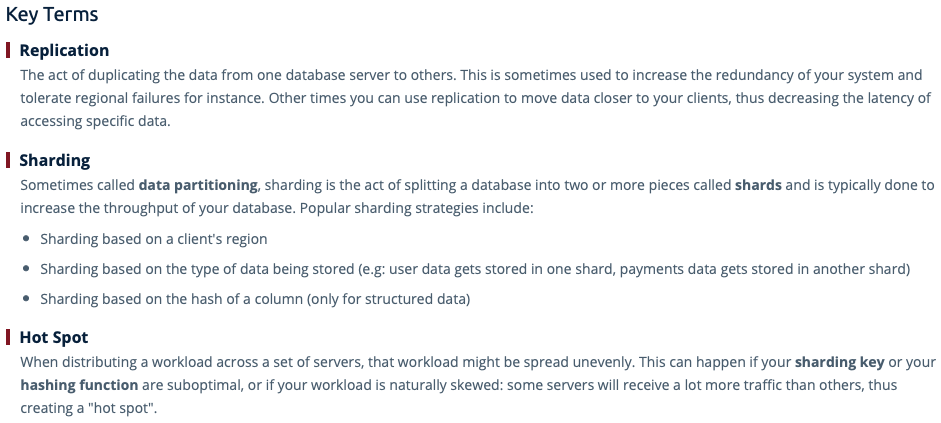 Key Terms
Replication
The act of duplicating the data from one database server to others. This is sometimes used to increase the redundancy of your system and
tolerate regional failures for instance. Other times you can use replication to move data closer to your clients, thus decreasing the latency of
accessing specific data.
Sharding
Sometimes called data partitioning, sharding is the act of splitting a database into two or more pieces called shards and is typically done to
increase the throughput of your database. Popular sharding strategies include:
• Sharding based on a client's region
• Sharding based on the type of data being stored (e.g: user data gets stored in one shard, payments data gets stored in another shard)
• Sharding based on the hash of a column (only for structured data)
Hot Spot
When distributing a workload across a set of servers, that workload might be spread unevenly. This can happen if your sharding key or your
hashing function are suboptimal, or if your workload is naturally skewed: some servers will receive a lot more traffic than others, thus
creating a "hot spot".